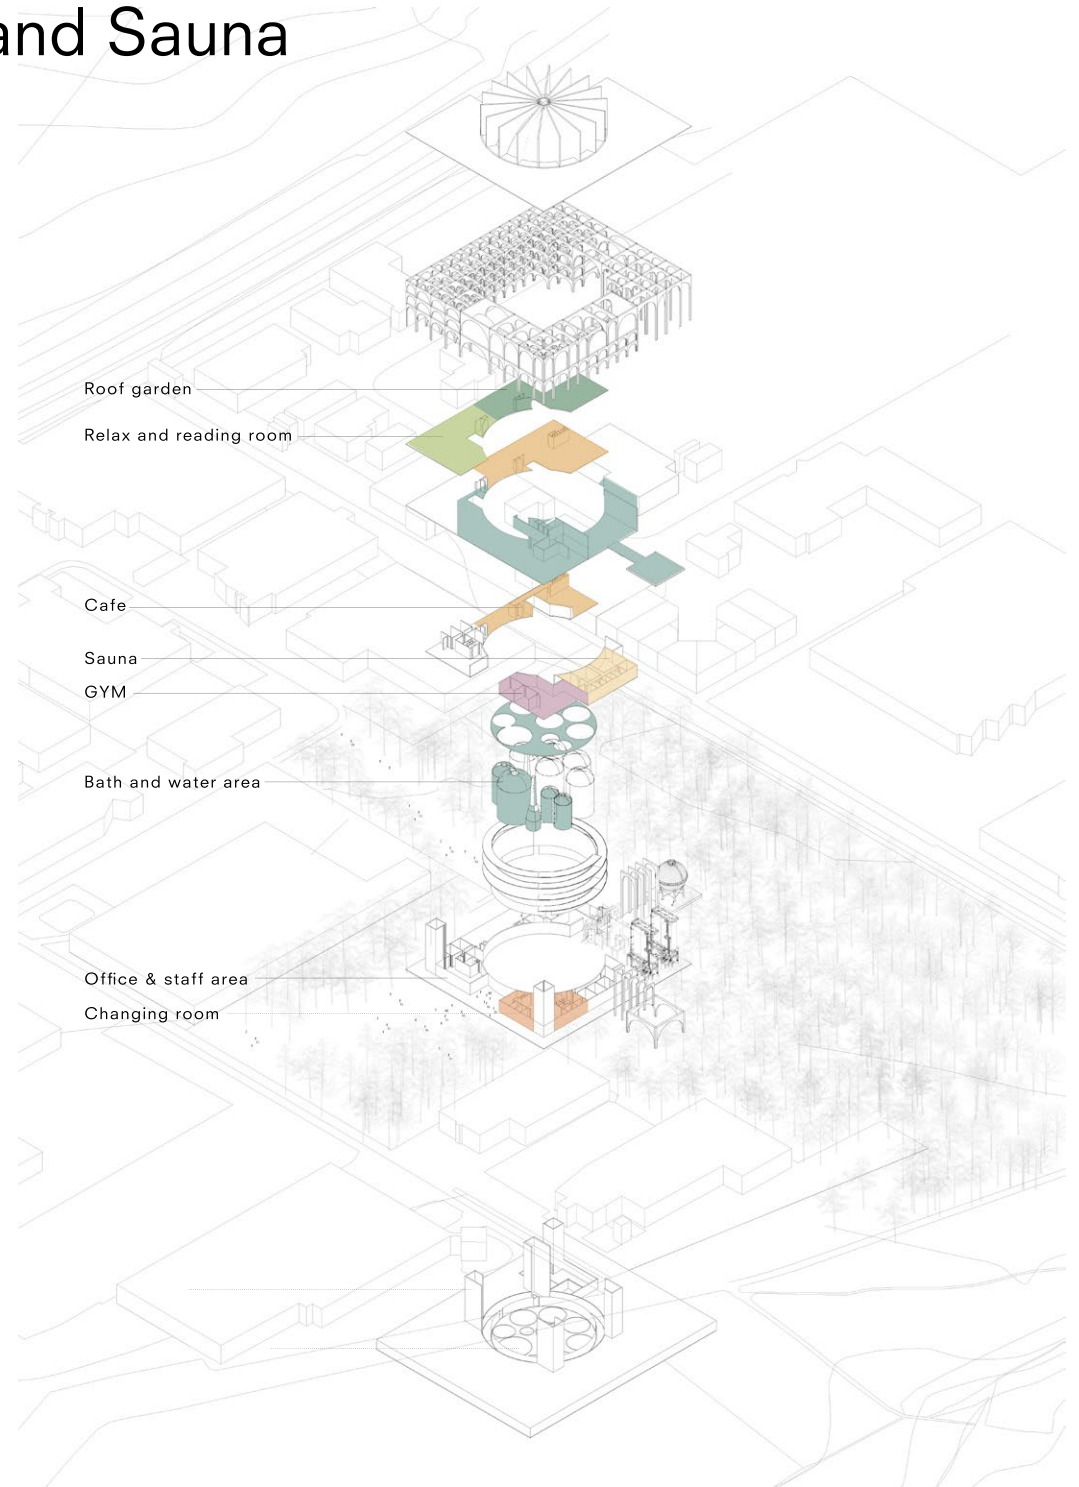 and Sauna
Roof garden
Relax and reading room
Cafe
Sauna
GYM
Bath and water area
Office & staff area
Changing room